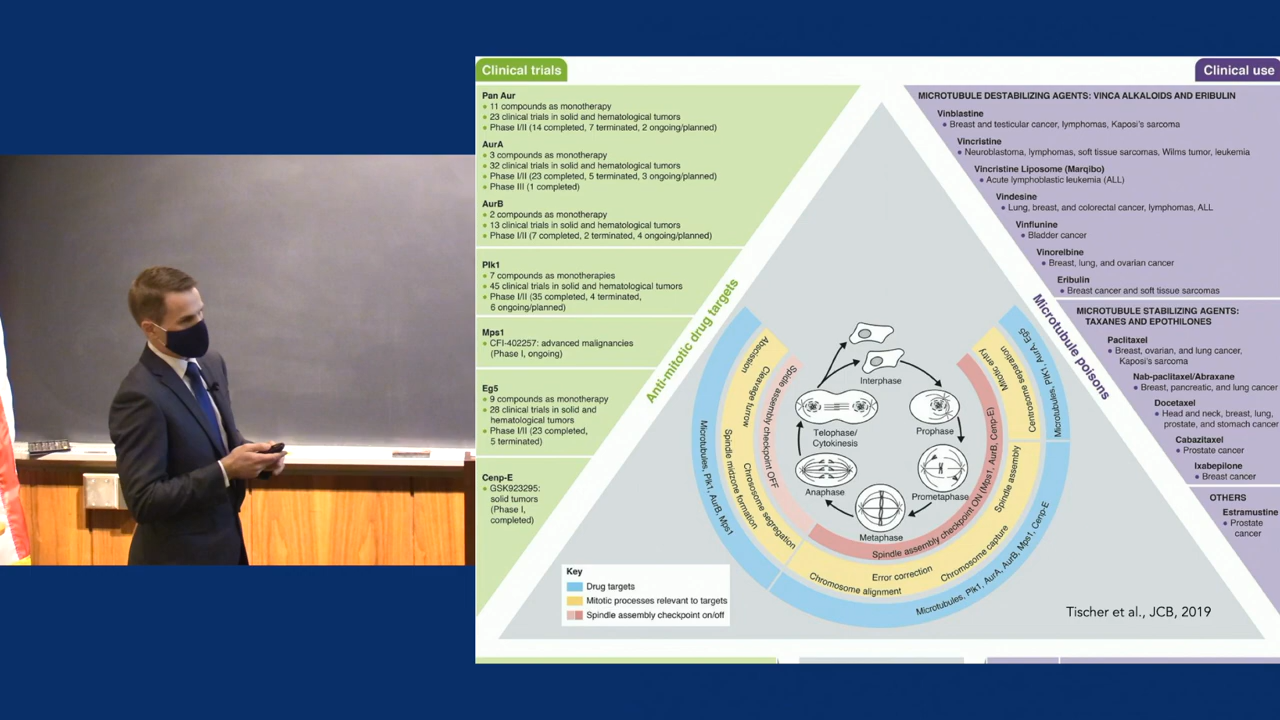 Clinical trials
Clinical use
Pan Aur
• 11 compounds as monotherapy
• 23 clinical trials in solid and hematological tumors
• Phase I/II (14 completed, 7 terminated, 2 ongoing/planned)
AurA
• 3 compounds as monotherapy
• 32 clinical trials in solid and hematological tumors
• Phase I/II (23 completed, 5 terminated, 3 ongoing/planned)
• Phase III (1 completed)
AurB
• 2 compounds as monotherapy
• 13 clinical trials in solid and hematological tumors
• Phase I/II (7 completed, 2 terminated, 4 ongoing/planned)
Plk1
• 7 compounds as monotherapies
• 45 clinical trials in solid and hematological tumors
• Phase I/II (35 completed, 4 terminated,
6 ongoing/planned)
Mps1
• CFI-402257: advanced malignancies
(Phase I, ongoing)
Eg5
• 9 compounds as monotherapy
• 28 clinical trials in solid and
hematological tumors
• Phase I/II (23 completed,
5 terminated)
Cenp-E
• GSK923295:
solid tumors
(Phase I,
completed)
Anti-mitotic drug targets
Microtubule poisons
MICROTUBULE DESTABILIZING AGENTS: VINCA ALKALOIDS AND ERIBULIN
Vinblastine
• Breast and testicular cancer, lymphomas, Kaposi's sarcoma
Vincristine
• Neuroblastoma, lymphomas, soft tissue sarcomas, Wilms tumor, leukemia
Vincristine Liposome (Marqibo)
• Acute lymphoblastic leukemia (ALL)
Vindesine
• Lung, breast, and colorectal cancer, lymphomas, ALL
Vinflunine
• Bladder cancer
Vinorelbine
• Breast, lung, and ovarian cancer
Eribulin
• Breast cancer and soft tissue sarcomas
MICROTUBULE STABILIZING AGENTS:
TAXANES AND EPOTHILONES
Paclitaxel
• Breast, ovarian, and lung cancer,
Kaposi's sarcoma
Nab-paclitaxel/Abraxane
• Breast, pancreatic, and lung cancer
Docetaxel
• Head and neck, breast, lung,
prostate, and stomach cancer
Cabazitaxel
• Prostate cancer
Ixabepilone
• Breast cancer
OTHERS
Estramustine
• Prostate
cancer
Interphase
Prophase
Prometaphase
Metaphase
Anaphase
Telophase/
Cytokinesis
Abscission
Cleavage furrow
Spindle midzone formation
Chromosome segregation
Spidle assembly checkpoint OFF
Microtubules, Plk1, AurB, Mps1
Mitotic entry
Centrosome separation
Microtubules, Plk1, AurA, Eg5
Spindle assembly
Chromosome capture
Error correction
Chromosome alignment
Spindle assembly checkpoint ON (Mps1, AurB, Cenp-E)
Microtubules, Plk1, AurA, AurB, Mps1, Cenp-E
Key
Drug targets
Mitotic processes relevant to targets
Spindle assembly checkpoint on/off
Tischer et al., JCB, 2019